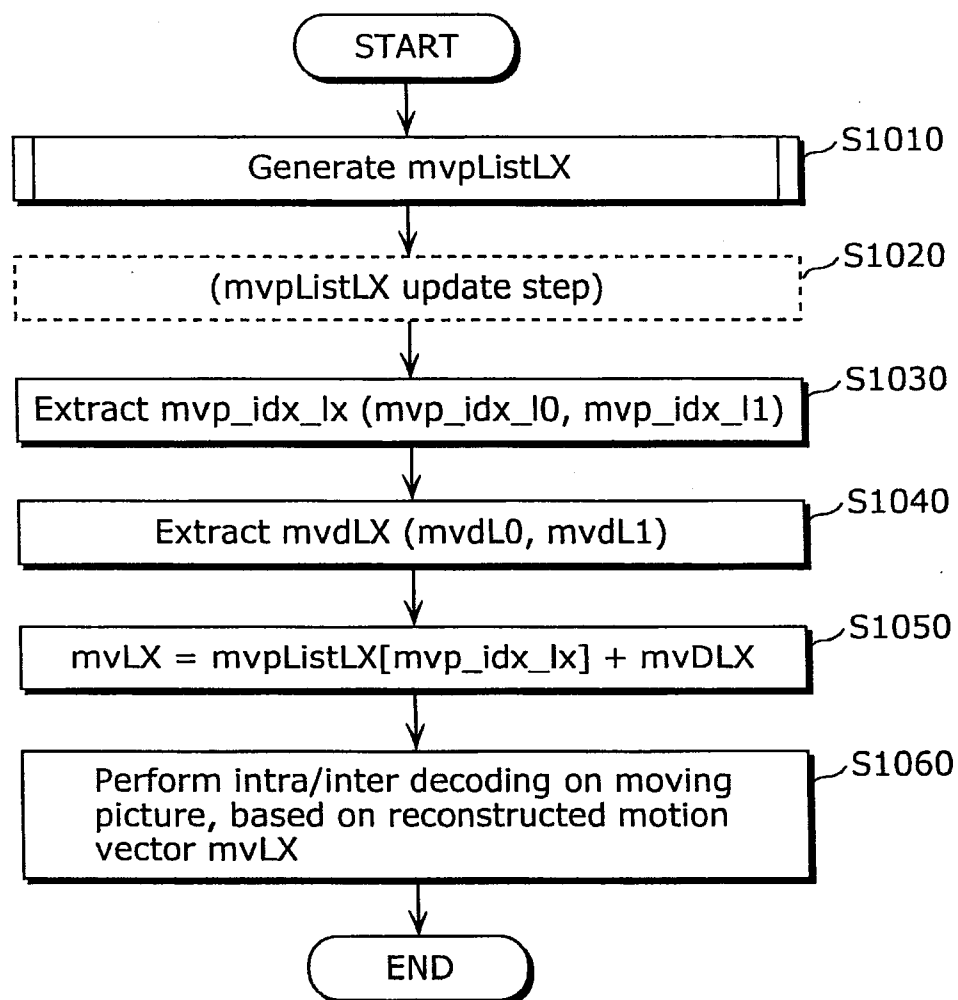 START
Generate mvpListLX
S1010
(mvpListLX update step)
S1020
Extract mvp_idx_lx (mvp_idx_l0, mvp_idx_l1)
S1030
Extract mvdLX (mvdL0, mvdL1)
S1040
mvLX = mvpListLX[mvp_idx_lx] + mvDLX
S1050
Perform intra/inter decoding on moving
picture, based on reconstructed motion
vector mvLX
S1060
END